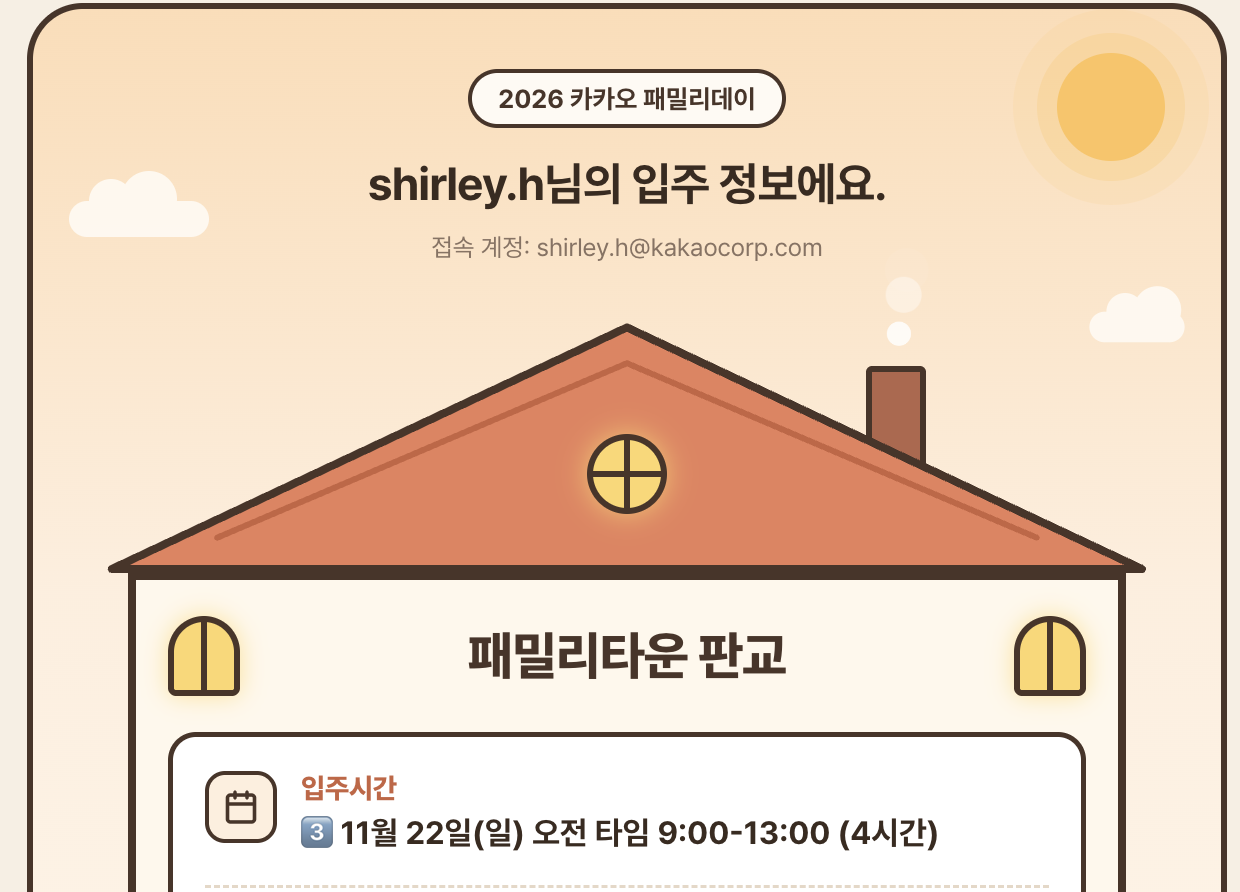 2026 카카오 패밀리데이
shirley.h님의 입주 정보에요.
접속 계정: shirley.h@kakaocorp.com
패밀리타운 판교
입주시간
3️⃣ 11월 22일(일) 오전 타임 9:00-13:00 (4시간)